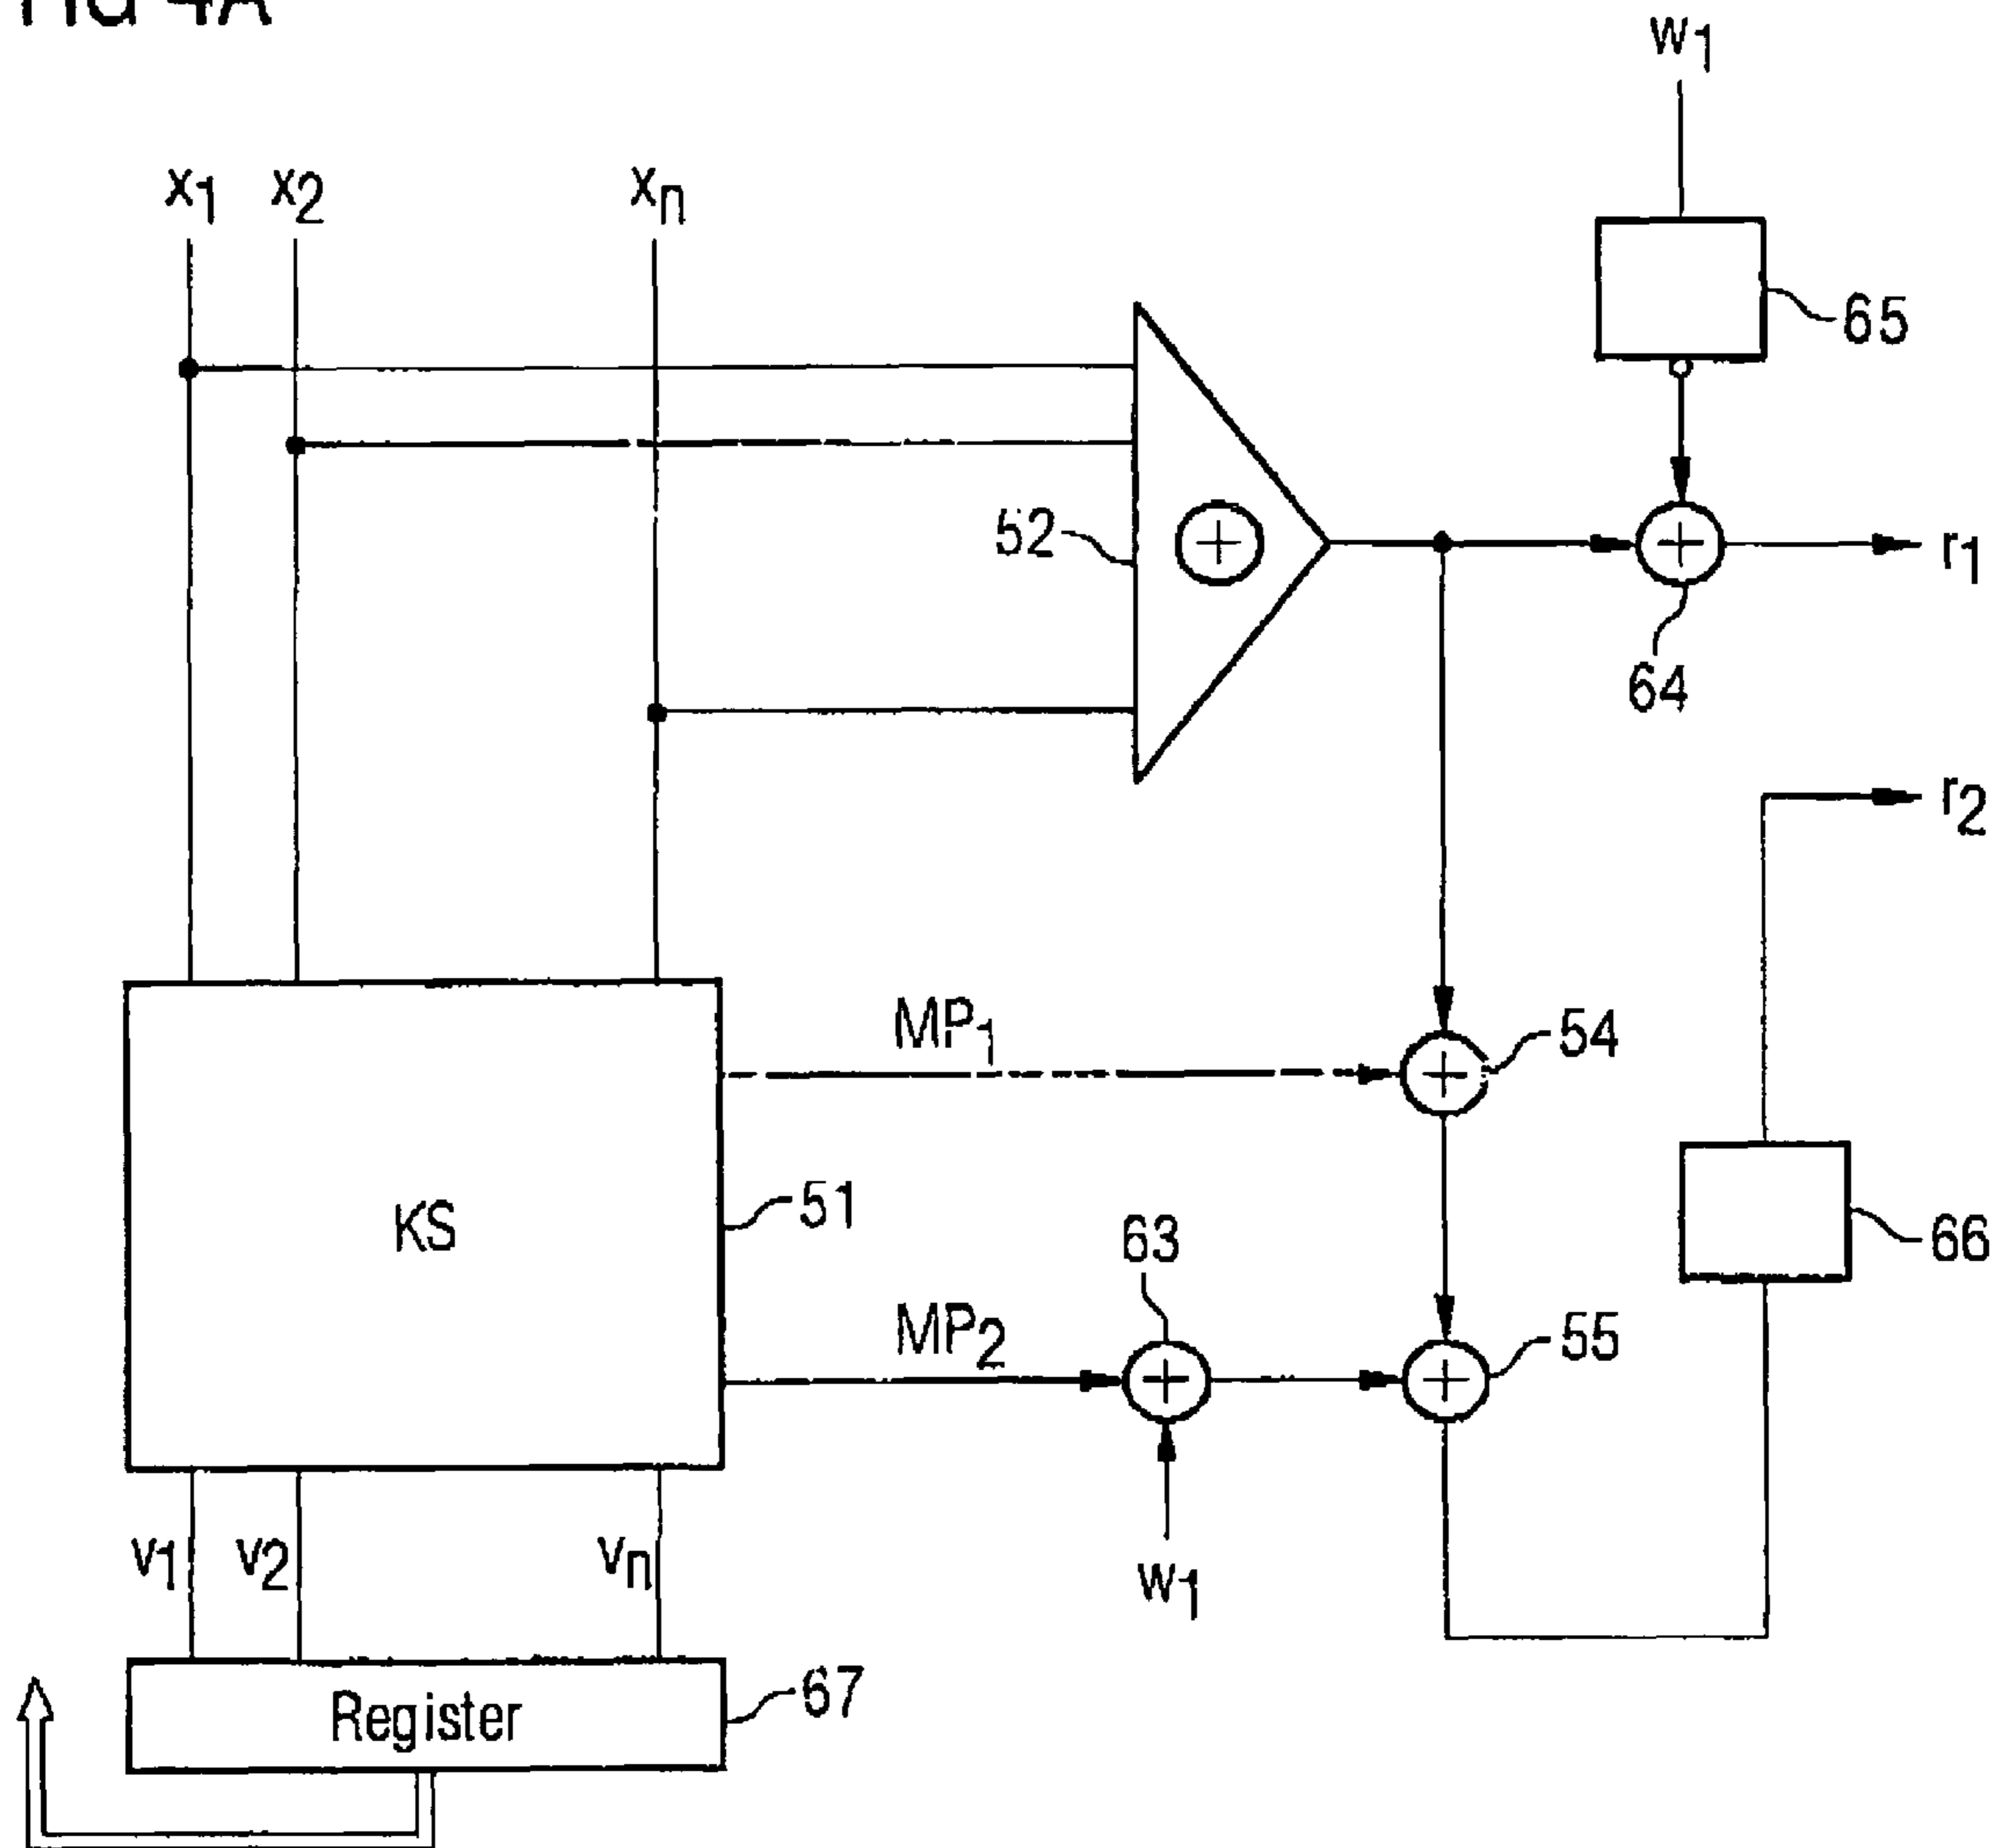 FIG 4A
w1
x1 x2 xn
65
52
r1
64
r2
MP1
54
KS
51
63
66
MP2
55
v1 v2 vn
w1
Register
67